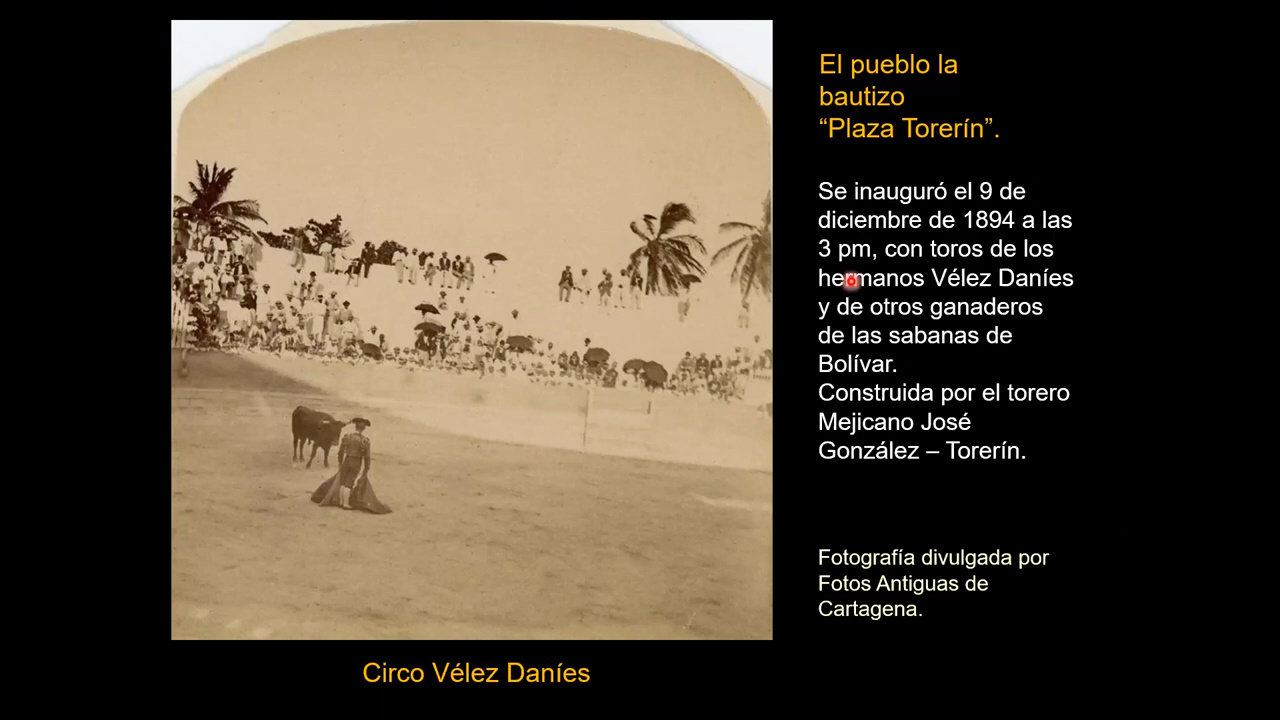 El pueblo la
bautizo
“Plaza Torerín”.
Se inauguró el 9 de
diciembre de 1894 a las
3 pm, con toros de los
hermanos Vélez Daníes
y de otros ganaderos
de las sabanas de
Bolívar.
Construida por el torero
Mejicano José
González – Torerín.
Fotografía divulgada por
Fotos Antiguas de
Cartagena.
Circo Vélez Daníes